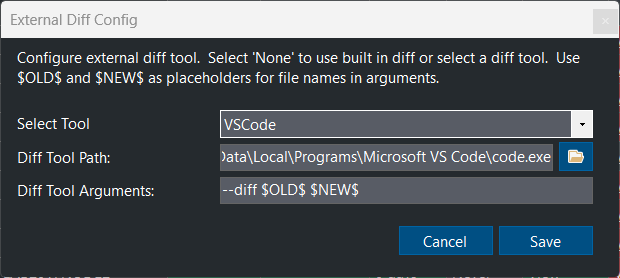 External Diff Config
Configure external diff tool. Select 'None' to use built in diff or select a diff tool. Use
$OLD$ and $NEW$ as placeholders for file names in arguments.
Select Tool
VSCode
Diff Tool Path:
Data\Local\Programs\Microsoft VS Code\code.exe
Diff Tool Arguments:
--diff $OLD$ $NEW$
Cancel
Save